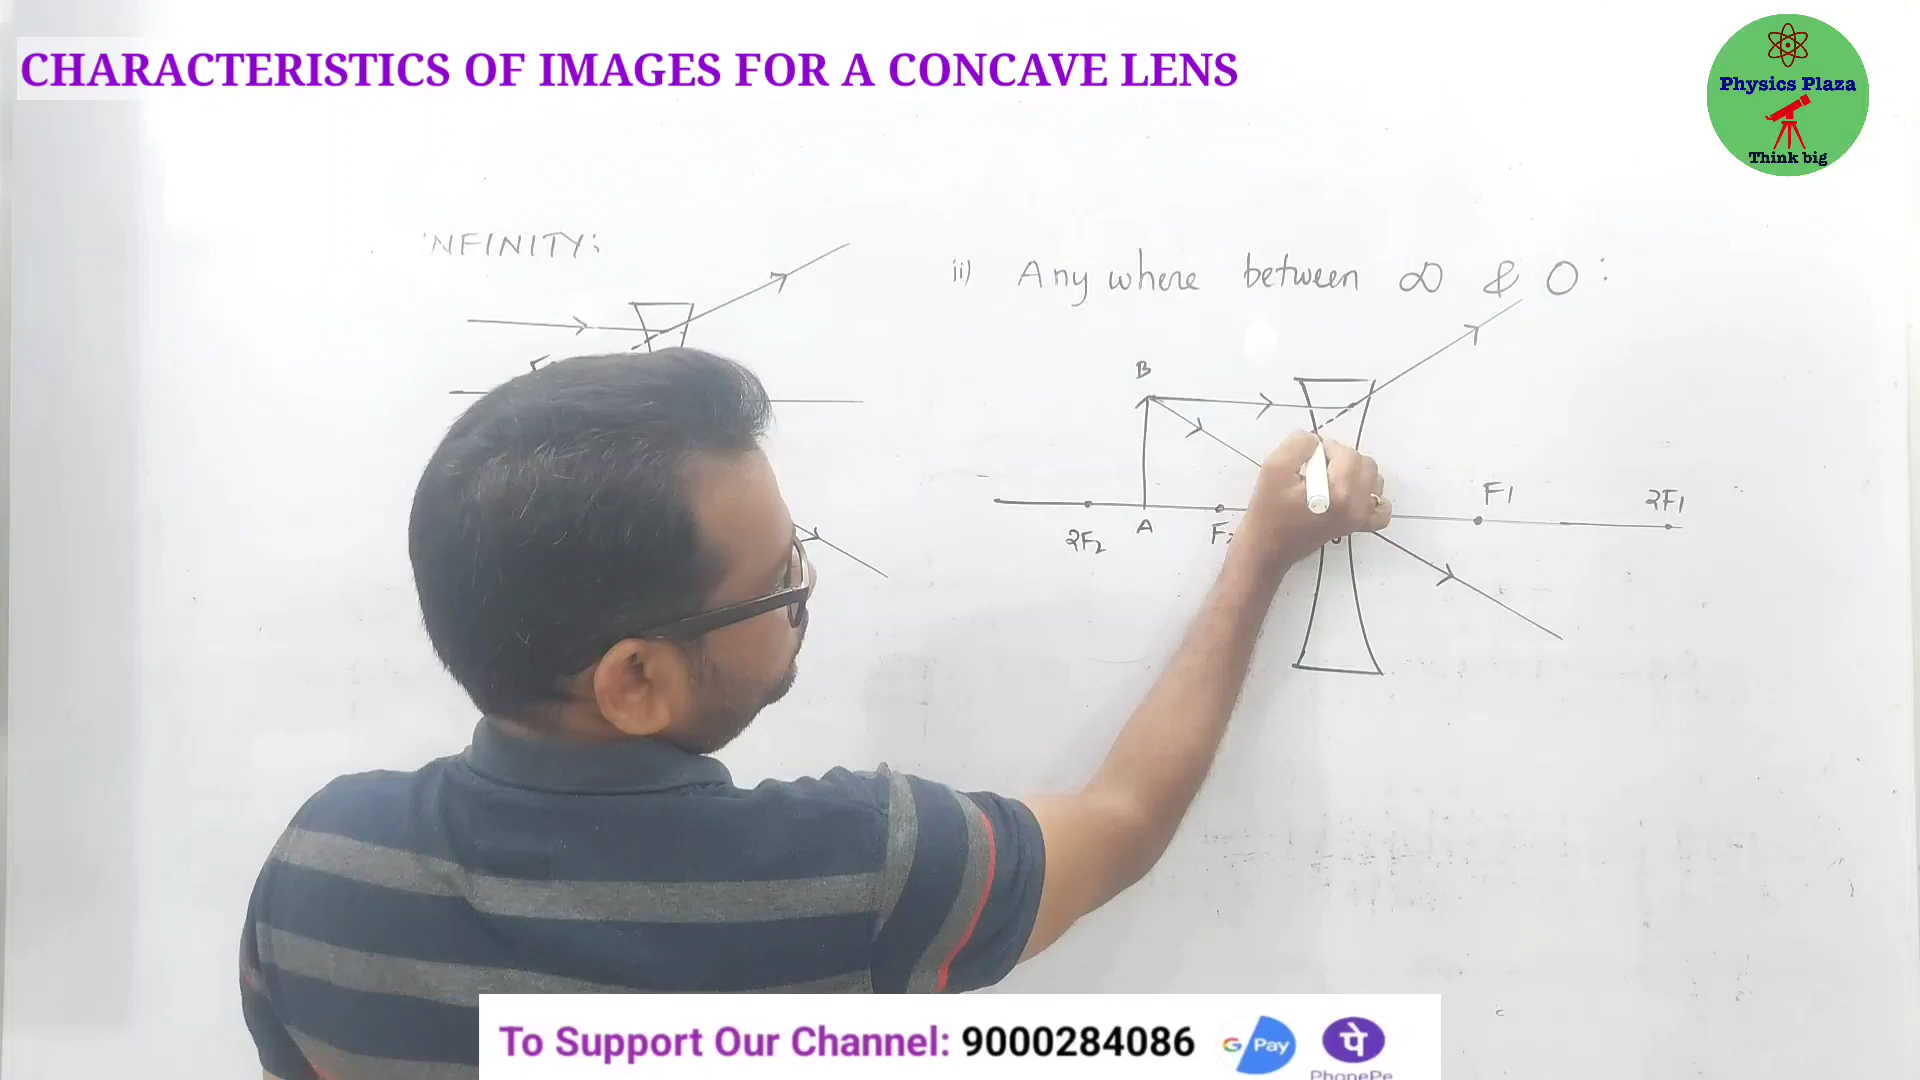 CHARACTERISTICS OF IMAGES FOR A CONCAVE LENS
Physics Plaza
Think big
INFINITY:
ii) Any where between ∞ & O:
B
F1
2F1
2F2
A
To Support Our Channel: 9000284086
G Pay
पे
PhonePe